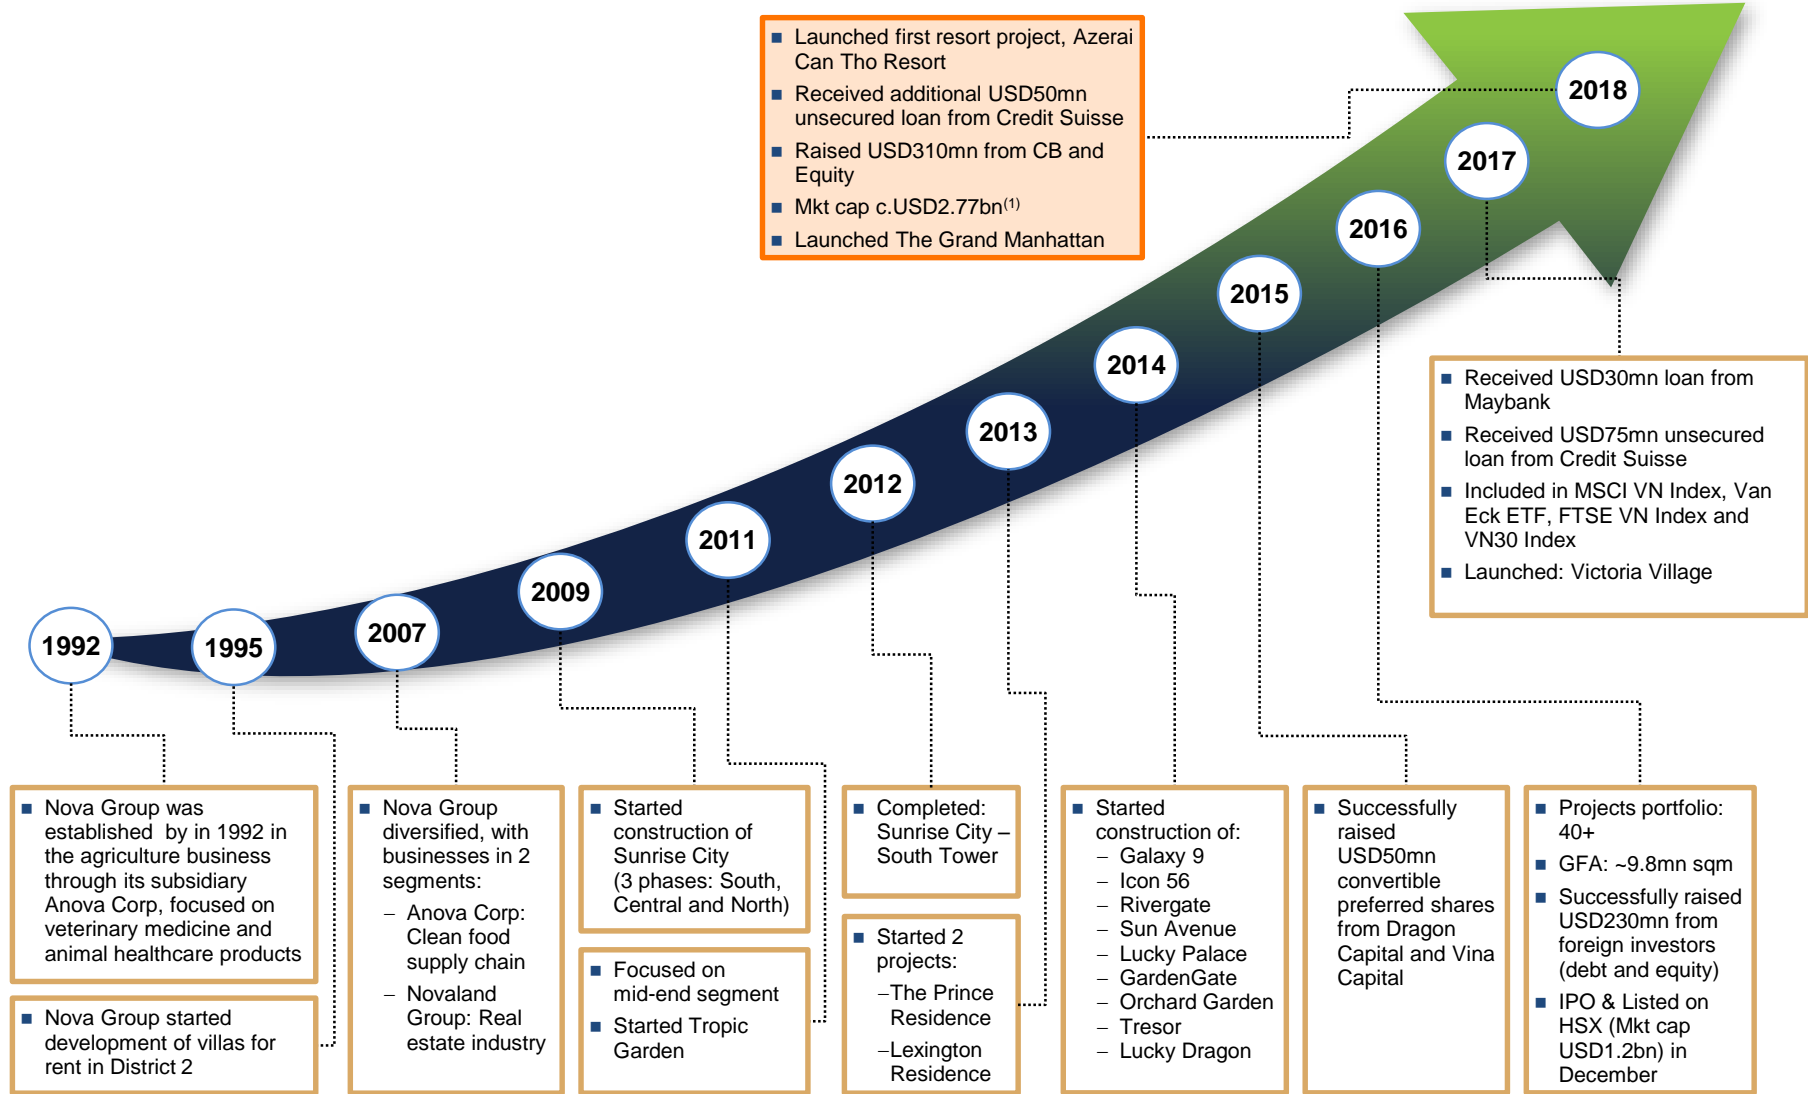 ■ Launched first resort project, Azerai
Can Tho Resort
■ Received additional USD50mn
unsecured loan from Credit Suisse
■ Raised USD310mn from CB and
Equity
■ Mkt cap c.USD2.77bn(1)
■ Launched The Grand Manhattan
2018
2017
2016
2015
2014
2013
2012
2011
2009
2007
1995
1992
■ Received USD30mn loan from
Maybank
■ Received USD75mn unsecured
loan from Credit Suisse
■ Included in MSCI VN Index, Van
Eck ETF, FTSE VN Index and
VN30 Index
■ Launched: Victoria Village
■ Nova Group was
established by in 1992 in
the agriculture business
through its subsidiary
Anova Corp, focused on
veterinary medicine and
animal healthcare products
■ Nova Group started
development of villas for
rent in District 2
■ Nova Group
diversified, with
businesses in 2
segments:
– Anova Corp:
Clean food
supply chain
– Novaland
Group: Real
estate industry
■ Started
construction of
Sunrise City
(3 phases: South,
Central and North)
■ Focused on
mid-end segment
■ Started Tropic
Garden
■ Completed:
Sunrise City –
South Tower
■ Started 2
projects:
–The Prince
Residence
–Lexington
Residence
■ Started
construction of:
– Galaxy 9
– Icon 56
– Rivergate
– Sun Avenue
– Lucky Palace
– GardenGate
– Orchard Garden
– Tresor
– Lucky Dragon
■ Successfully
raised
USD50mn
convertible
preferred shares
from Dragon
Capital and Vina
Capital
■ Projects portfolio:
40+
■ GFA: ~9.8mn sqm
■ Successfully raised
USD230mn from
foreign investors
(debt and equity)
■ IPO & Listed on
HSX (Mkt cap
USD1.2bn) in
December